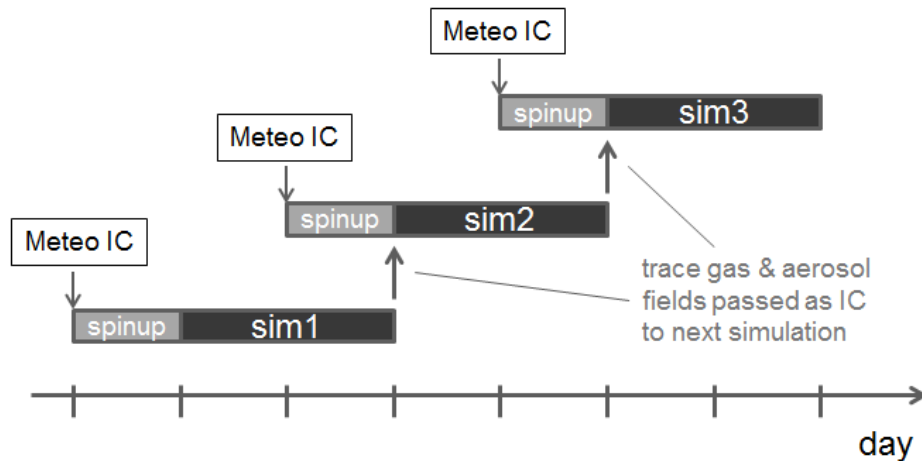 Meteo IC
spinup sim3
Meteo IC
spinup sim2
Meteo IC
trace gas & aerosol
fields passed as IC
to next simulation
spinup sim1
day